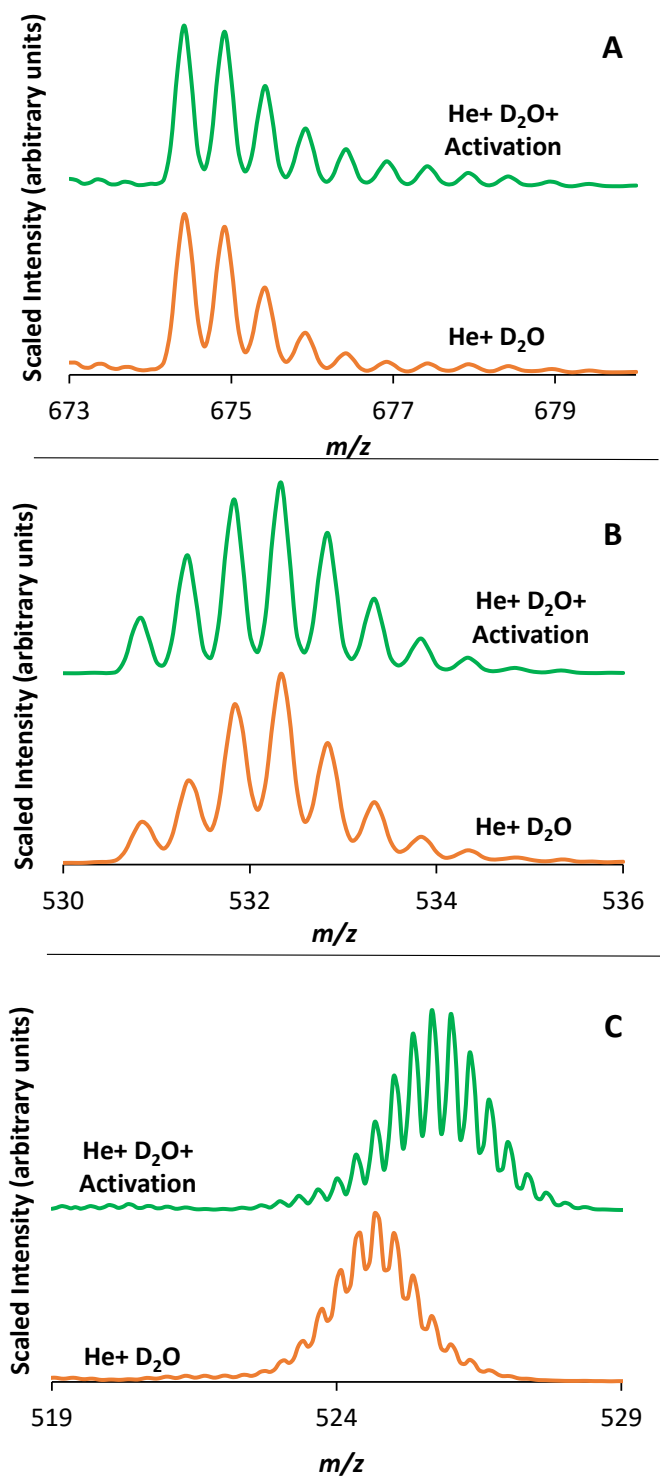 A
Scaled Intensity (arbitrary units)
He+ D₂O+
Activation
He+ D₂O
673 675 677 679
m/z
B
Scaled Intensity (arbitrary units)
He+ D₂O+
Activation
He+ D₂O
530 532 534 536
m/z
C
Scaled Intensity (arbitrary units)
He+ D₂O+
Activation
He+ D₂O
519 524 529
m/z